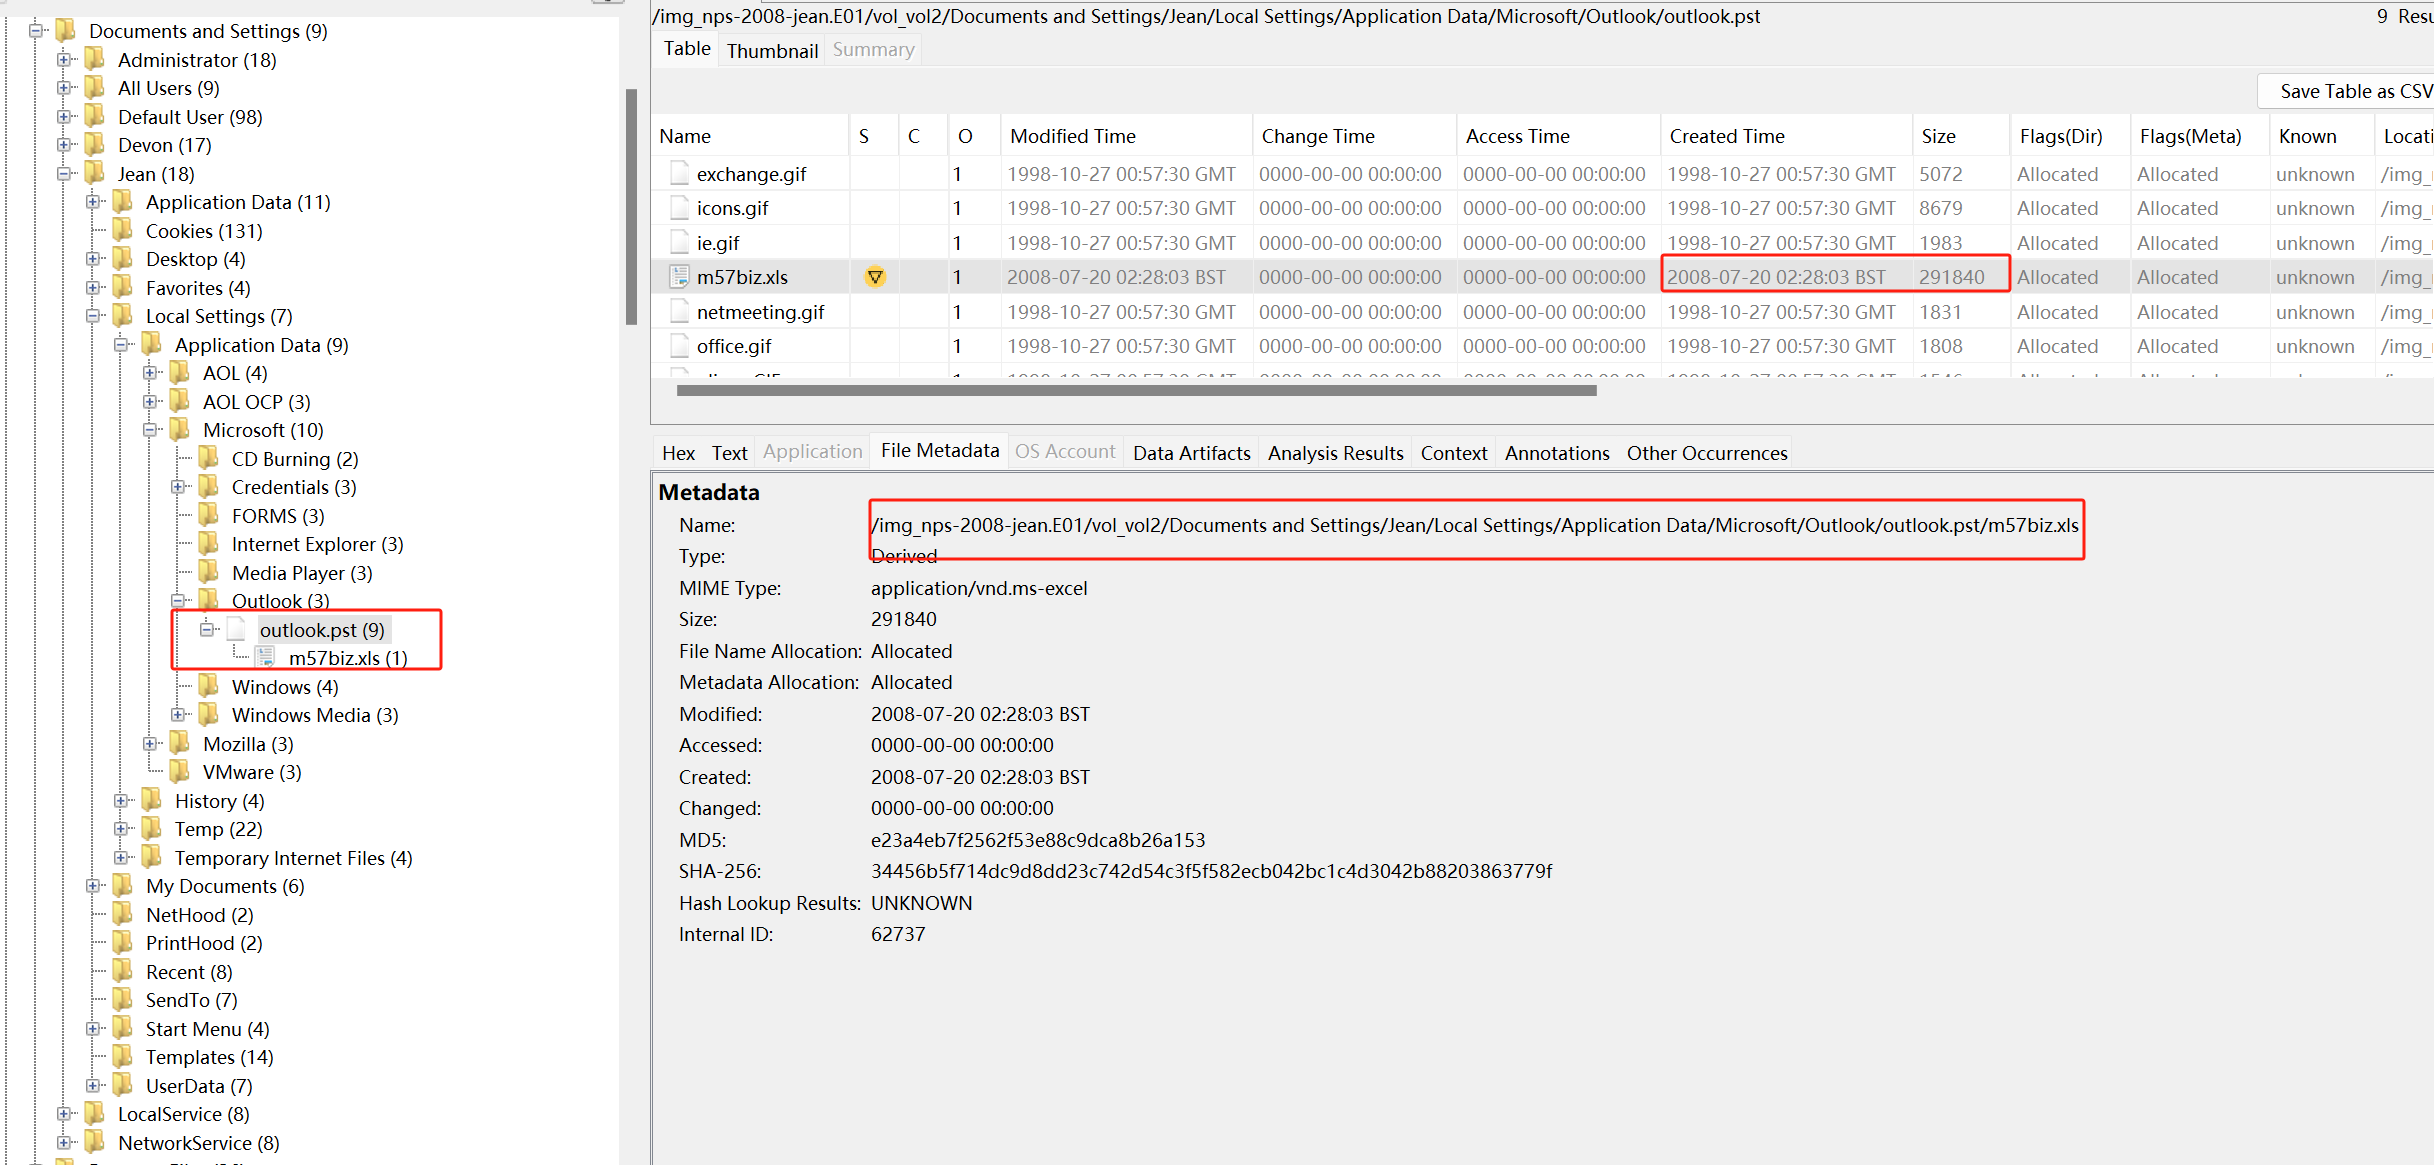 Documents and Settings (9)
Administrator (18)
All Users (9)
Default User (98)
Devon (17)
Jean (18)
Application Data (11)
Cookies (131)
Desktop (4)
Favorites (4)
Local Settings (7)
Application Data (9)
AOL (4)
AOL OCP (3)
Microsoft (10)
CD Burning (2)
Credentials (3)
FORMS (3)
Internet Explorer (3)
Media Player (3)
Outlook (3)
outlook.pst (9)
m57biz.xls (1)
Windows (4)
Windows Media (3)
Mozilla (3)
VMware (3)
History (4)
Temp (22)
Temporary Internet Files (4)
My Documents (6)
NetHood (2)
PrintHood (2)
Recent (8)
SendTo (7)
Start Menu (4)
Templates (14)
UserData (7)
LocalService (8)
NetworkService (8)
/img_nps-2008-jean.E01/vol_vol2/Documents and Settings/Jean/Local Settings/Application Data/Microsoft/Outlook/outlook.pst 9 Resu
Table Thumbnail Summary
Save Table as CSV
Name S C O Modified Time Change Time Access Time Created Time Size Flags(Dir) Flags(Meta) Known Locati
exchange.gif 1 1998-10-27 00:57:30 GMT 0000-00-00 00:00:00 0000-00-00 00:00:00 1998-10-27 00:57:30 GMT 5072 Allocated Allocated unknown /img_
icons.gif 1 1998-10-27 00:57:30 GMT 0000-00-00 00:00:00 0000-00-00 00:00:00 1998-10-27 00:57:30 GMT 8679 Allocated Allocated unknown /img_
ie.gif 1 1998-10-27 00:57:30 GMT 0000-00-00 00:00:00 0000-00-00 00:00:00 1998-10-27 00:57:30 GMT 1983 Allocated Allocated unknown /img_
m57biz.xls 1 2008-07-20 02:28:03 BST 0000-00-00 00:00:00 0000-00-00 00:00:00 2008-07-20 02:28:03 BST 291840 Allocated Allocated unknown /img_
netmeeting.gif 1 1998-10-27 00:57:30 GMT 0000-00-00 00:00:00 0000-00-00 00:00:00 1998-10-27 00:57:30 GMT 1831 Allocated Allocated unknown /img_
office.gif 1 1998-10-27 00:57:30 GMT 0000-00-00 00:00:00 0000-00-00 00:00:00 1998-10-27 00:57:30 GMT 1808 Allocated Allocated unknown /img_
Hex Text Application File Metadata OS Account Data Artifacts Analysis Results Context Annotations Other Occurrences
Metadata
Name: /img_nps-2008-jean.E01/vol_vol2/Documents and Settings/Jean/Local Settings/Application Data/Microsoft/Outlook/outlook.pst/m57biz.xls
Type: Derived
MIME Type: application/vnd.ms-excel
Size: 291840
File Name Allocation: Allocated
Metadata Allocation: Allocated
Modified: 2008-07-20 02:28:03 BST
Accessed: 0000-00-00 00:00:00
Created: 2008-07-20 02:28:03 BST
Changed: 0000-00-00 00:00:00
MD5: e23a4eb7f2562f53e88c9dca8b26a153
SHA-256: 34456b5f714dc9d8dd23c742d54c3f5f582ecb042bc1c4d3042b88203863779f
Hash Lookup Results: UNKNOWN
Internal ID: 62737